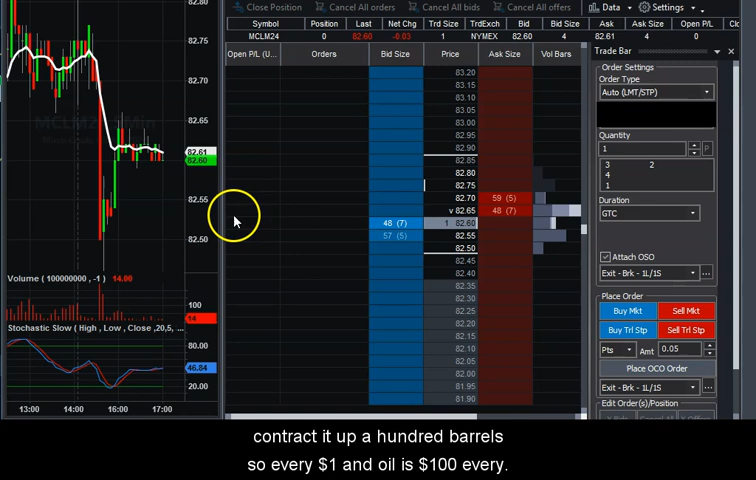 82.75
82.70
82.61
82.60
82.55
82.50
Volume ( 100000000 , -1 ) 14.00
100
14
Stochastic Slow ( High , Low , Close ,20,5, ...
80.00
46.84
20.00
13:00 14:00 16:00 17:00
Close Position Cancel All Orders Cancel All bids Cancel All offers Data Settings
Symbol Position Last Net Chg Trd Size TrdExch Bid Bid Size Ask Ask Size Open P/L
MCLM24 0 82.60 -0.03 1 NYMEX 82.60 4 82.61 4 0
Open P/L (U... Orders Bid Size Price Ask Size Vol Bars
83.20
83.15
83.10
83.05
83.00
82.95
82.90
82.85
82.80
82.75
82.70 59 (5)
v 82.65 48 (7)
48 (7) 1 82.60
57 (5) 82.55
82.50
82.45
82.40
82.35
82.30
82.25
82.20
82.15
82.10
82.05
82.00
81.95
81.90
Trade Bar
Order Settings
Order Type
Auto (LMT/STP)
Quantity
1 P
3 2
4
1
Duration
GTC
Attach OSO
Exit - Brk - 1L/1S ...
Place Order
Buy Mkt Sell Mkt
Buy Trl Stp Sell Trl Stp
Pts Amt 0.05
Place OCO Order
Exit - Brk - 1L/1S ...
Edit Order(s)/Position
contract it up a hundred barrels
so every $1 and oil is $100 every.